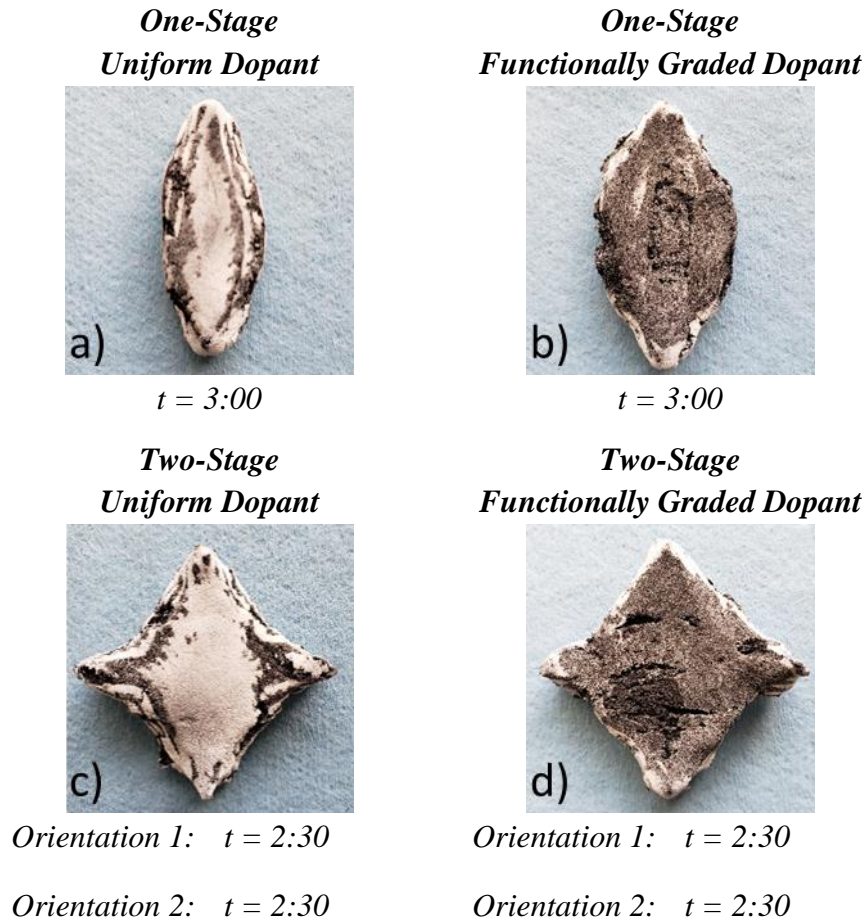 One-Stage
Uniform Dopant
One-Stage
Functionally Graded Dopant
a)
b)
t = 3:00
t = 3:00
Two-Stage
Uniform Dopant
Two-Stage
Functionally Graded Dopant
c)
d)
Orientation 1: t = 2:30
Orientation 1: t = 2:30
Orientation 2: t = 2:30
Orientation 2: t = 2:30